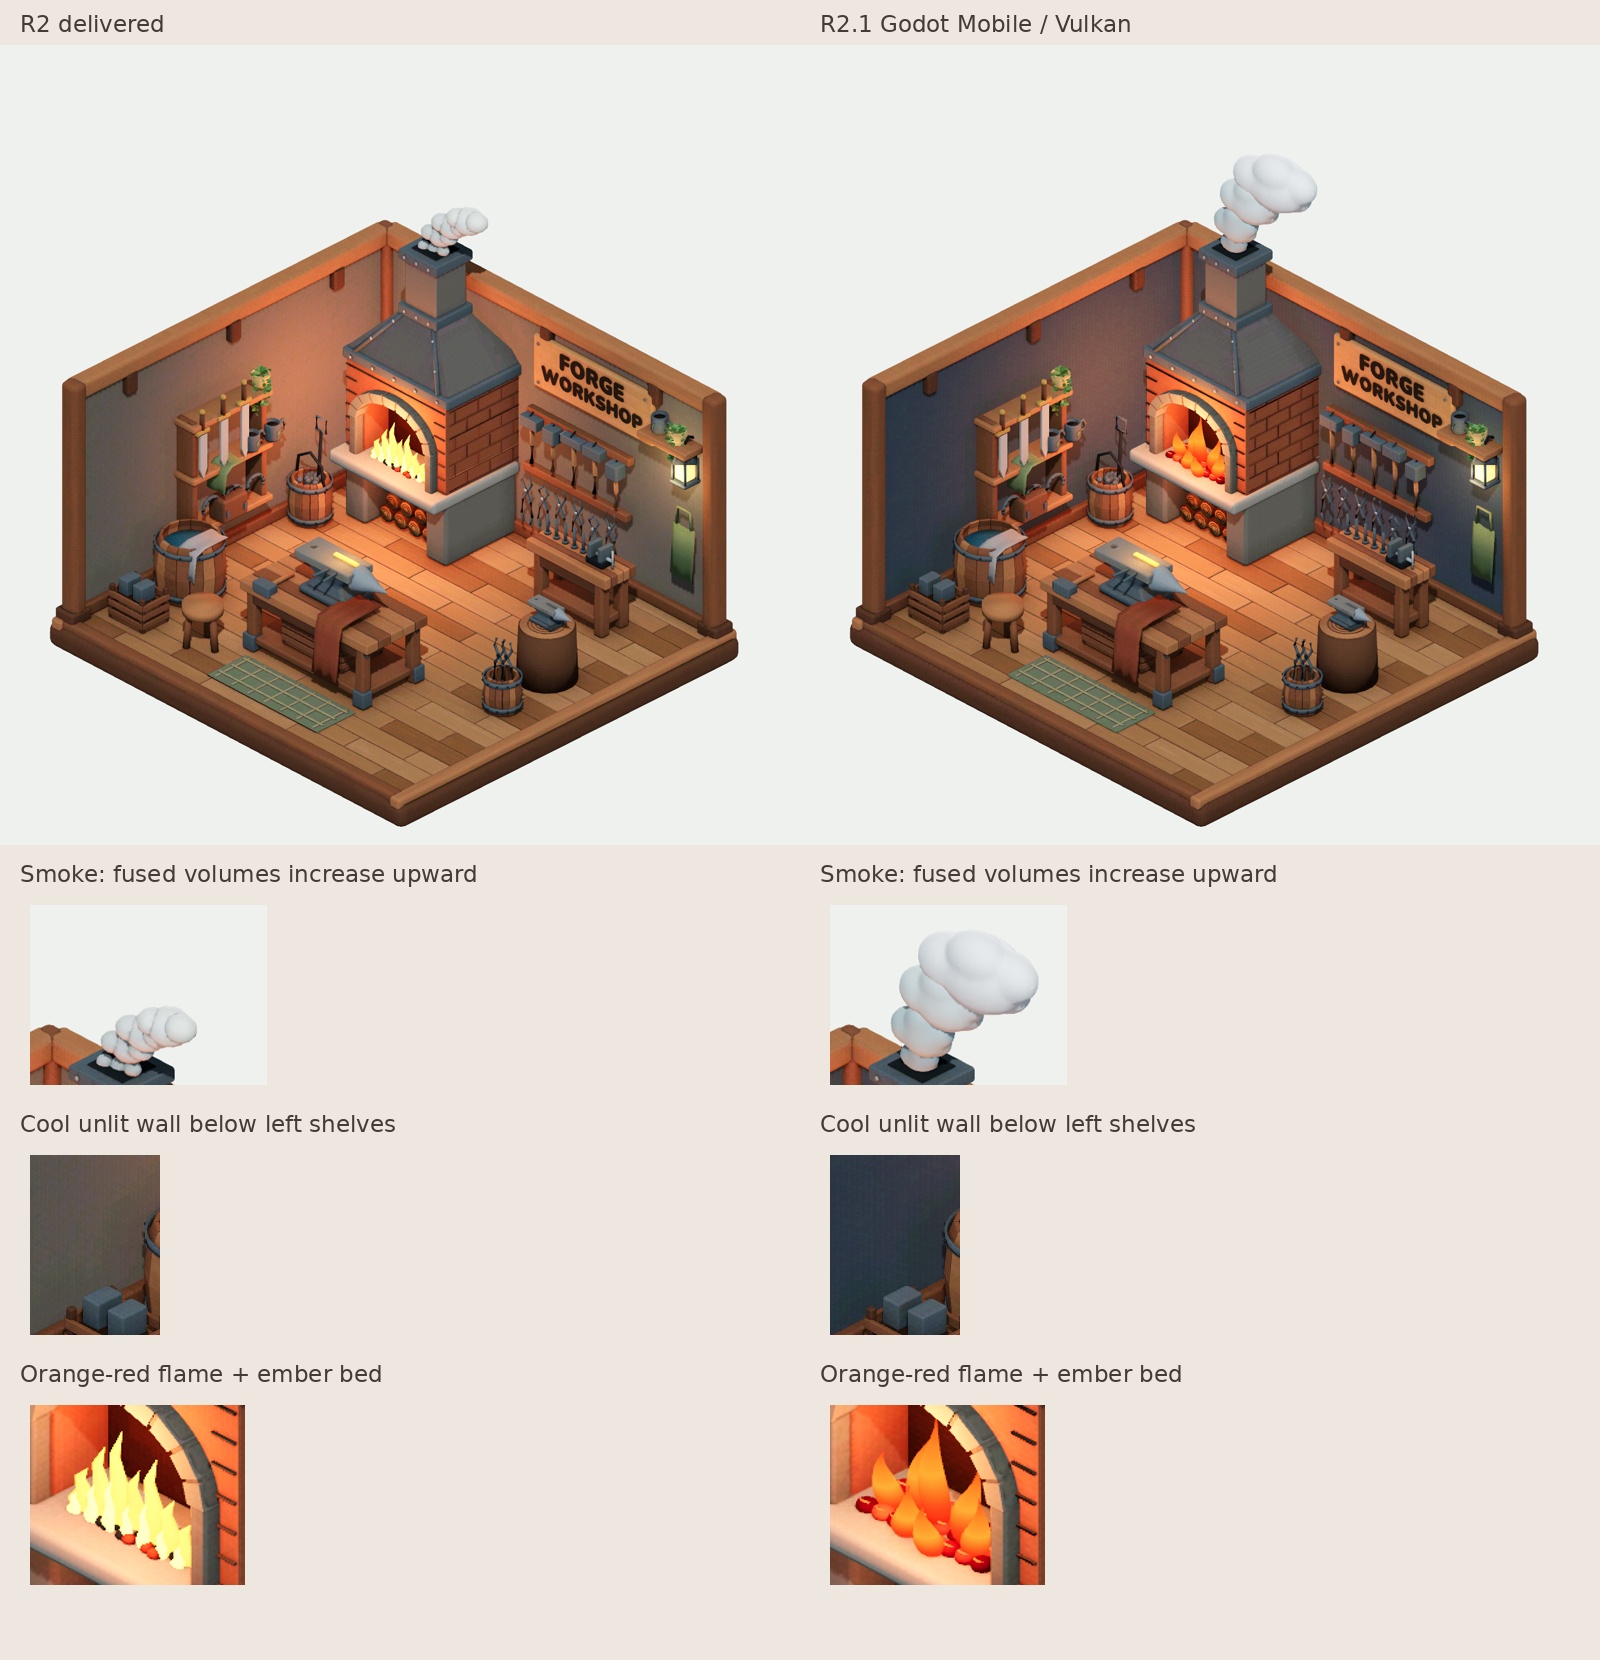 R2 delivered
R2.1 Godot Mobile / Vulkan
FORGE
WORKSHOP
FORGE
WORKSHOP
Smoke: fused volumes increase upward
Smoke: fused volumes increase upward
Cool unlit wall below left shelves
Cool unlit wall below left shelves
Orange-red flame + ember bed
Orange-red flame + ember bed